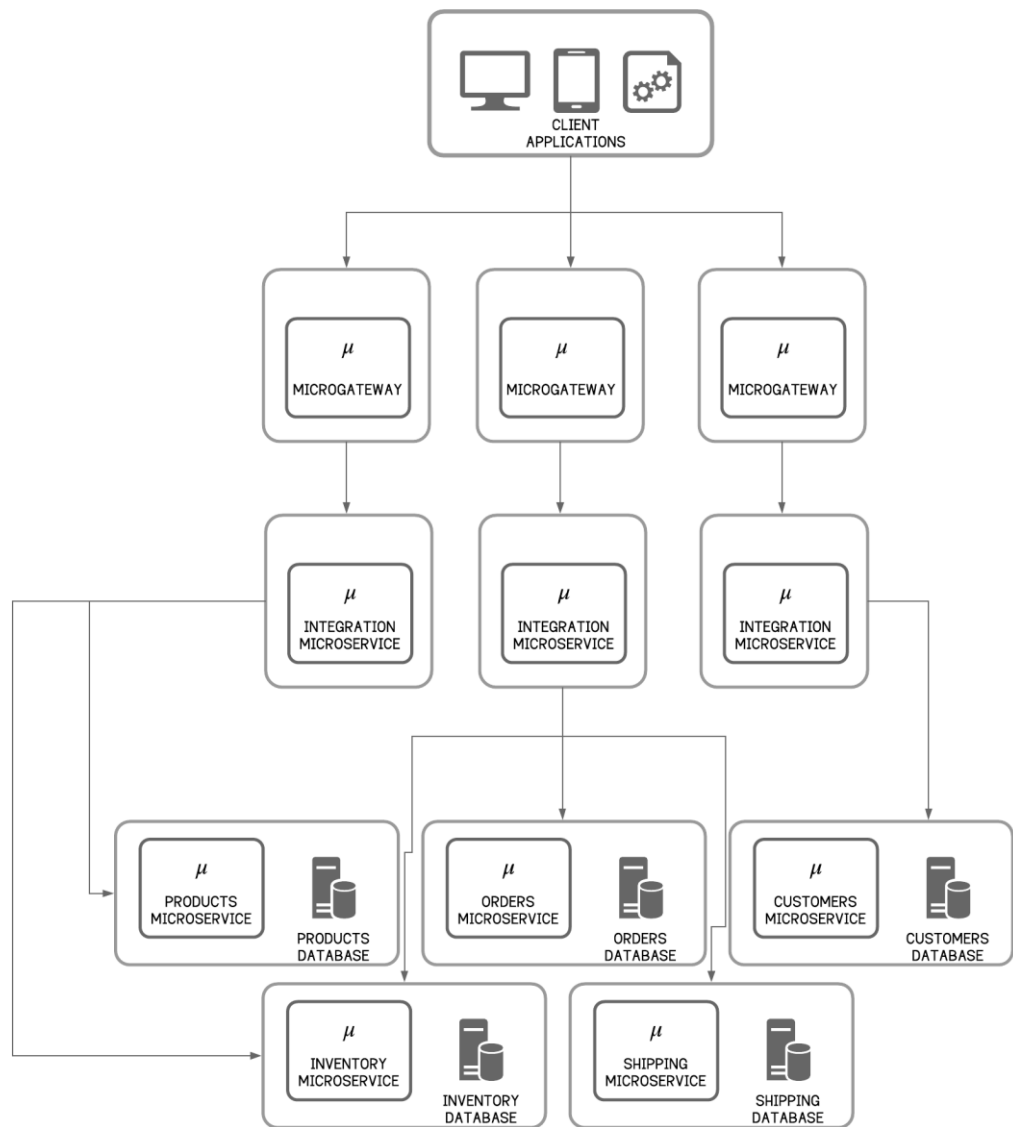 CLIENT
APPLICATIONS
μ
MICROGATEWAY
μ
MICROGATEWAY
μ
MICROGATEWAY
μ
INTEGRATION
MICROSERVICE
μ
INTEGRATION
MICROSERVICE
μ
INTEGRATION
MICROSERVICE
μ
PRODUCTS
MICROSERVICE
PRODUCTS
DATABASE
μ
ORDERS
MICROSERVICE
ORDERS
DATABASE
μ
CUSTOMERS
MICROSERVICE
CUSTOMERS
DATABASE
μ
INVENTORY
MICROSERVICE
INVENTORY
DATABASE
μ
SHIPPING
MICROSERVICE
SHIPPING
DATABASE